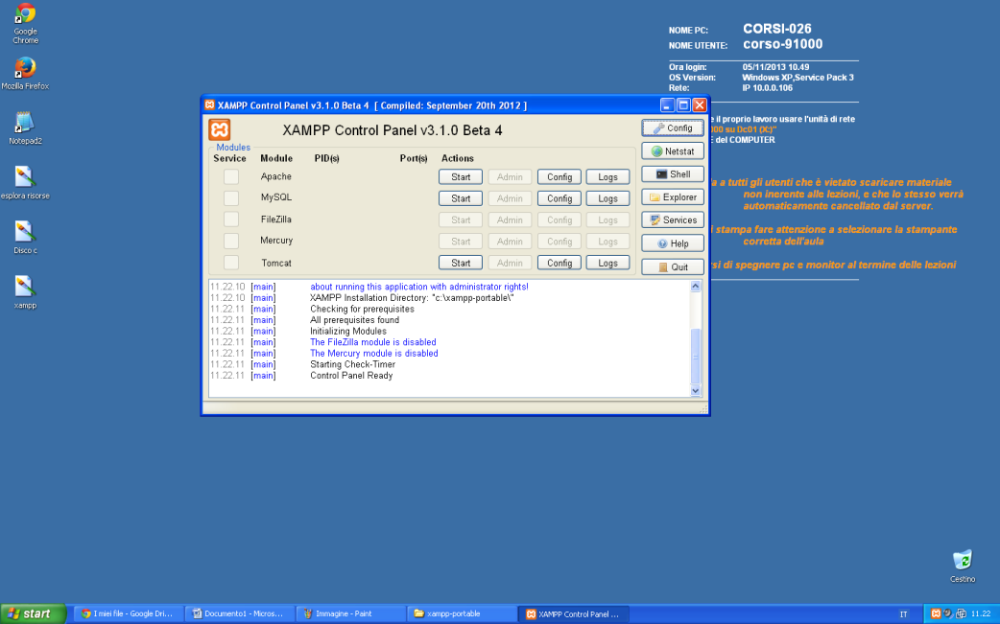 Google
Chrome
Mozilla Firefox
Notepad2
esplora risorse
Disco c
xampp
NOME PC: CORSI-026
NOME UTENTE: corso-91000
Ora login: 05/11/2013 10.49
OS Version: Windows XP,Service Pack 3
Rete: IP 10.0.0.106
e il proprio lavoro usare l'unità di rete
000 su Dc01 (X:)"
E del COMPUTER
a a tutti gli utenti che è vietato scaricare materiale
non inerente alle lezioni, e che lo stesso verrà
automaticamente cancellato dal server.
i stampa fare attenzione a selezionare la stampante
corretta dell'aula
si di spegnere pc e monitor al termine delle lezioni
XAMPP Control Panel v3.1.0 Beta 4 [ Compiled: September 20th 2012 ]
XAMPP Control Panel v3.1.0 Beta 4
Modules
Service Module PID(s) Port(s) Actions
Apache Start Admin Config Logs
MySQL Start Admin Config Logs
FileZilla Start Admin Config Logs
Mercury Start Admin Config Logs
Tomcat Start Admin Config Logs
Config
Netstat
Shell
Explorer
Services
Help
Quit
11.22.10 [main] about running this application with administrator rights!
11.22.10 [main] XAMPP Installation Directory: "c:\xampp-portable\"
11.22.11 [main] Checking for prerequisites
11.22.11 [main] All prerequisites found
11.22.11 [main] Initializing Modules
11.22.11 [main] The FileZilla module is disabled
11.22.11 [main] The Mercury module is disabled
11.22.11 [main] Starting Check-Timer
11.22.11 [main] Control Panel Ready
Cestino
start I miei file - Google Dri... Documento1 - Micros... Immagine - Paint xampp-portable XAMPP Control Panel ... IT 11.22